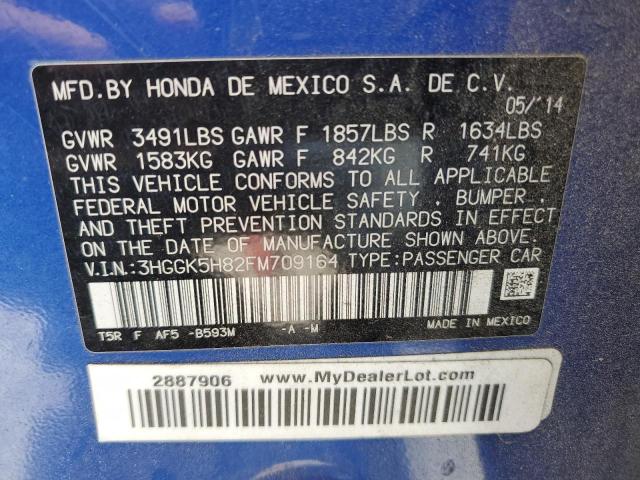 MFD.BY HONDA DE MEXICO S.A. DE C.V.
05/'14
GVWR 3491LBS GAWR F 1857LBS R 1634LBS
GVWR 1583KG GAWR F 842KG R 741KG
THIS VEHICLE CONFORMS TO ALL APPLICABLE
FEDERAL MOTOR VEHICLE SAFETY , BUMPER ,
AND THEFT PREVENTION STANDARDS IN EFFECT
ON THE DATE OF MANUFACTURE SHOWN ABOVE.
V.I.N.:3HGGK5H82FM709164 TYPE:PASSENGER CAR
T5R F AF5 -B593M -A -M MADE IN MEXICO
2887906 www.MyDealerLot.com